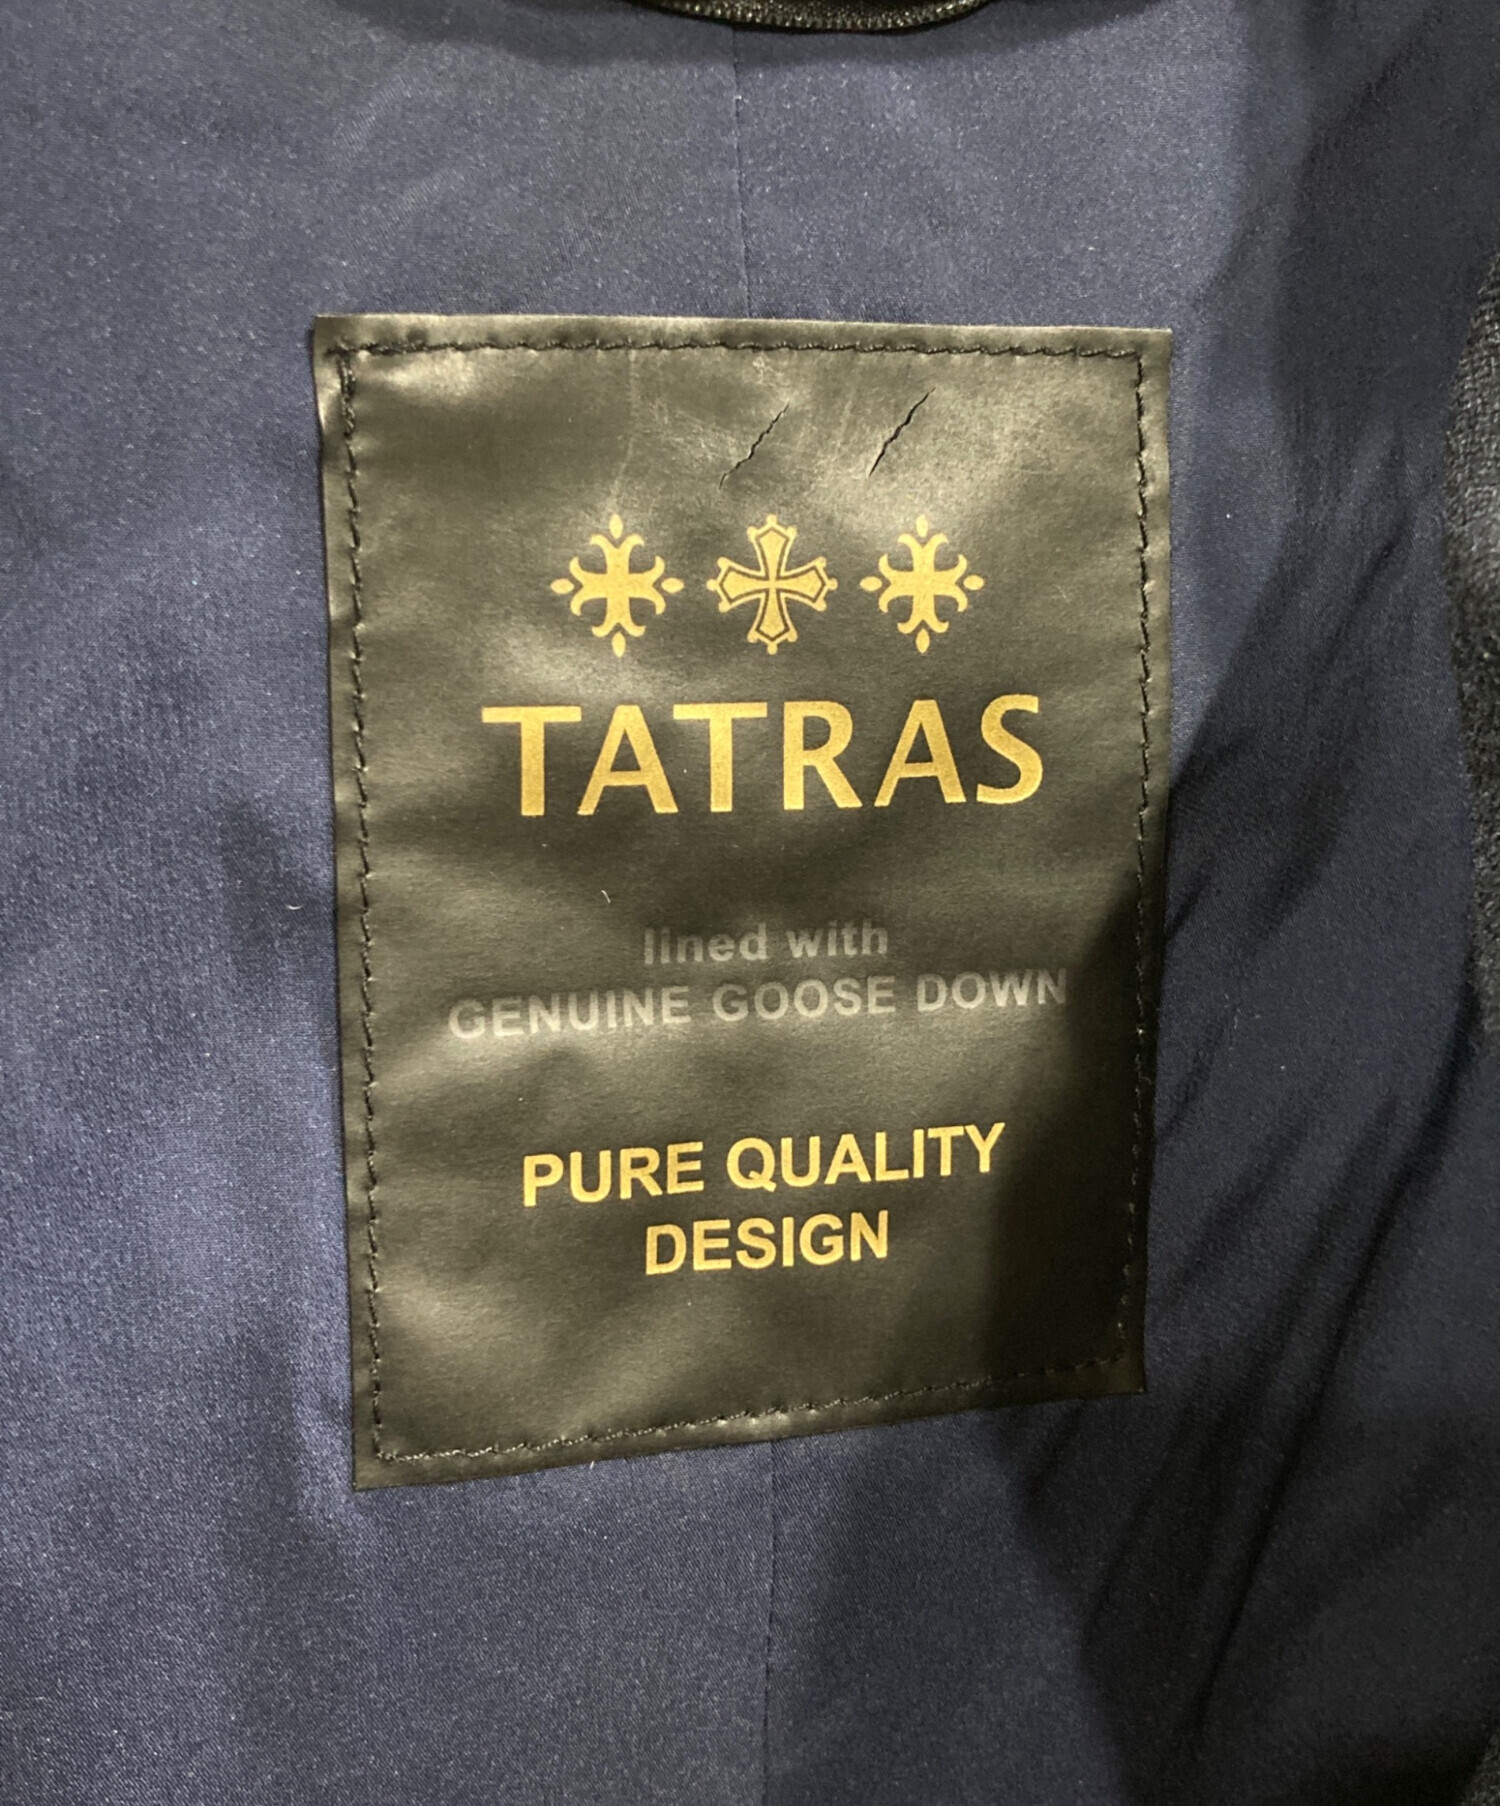 TATRAS
lined with
GENUINE GOOSE DOWN
PURE QUALITY
DESIGN